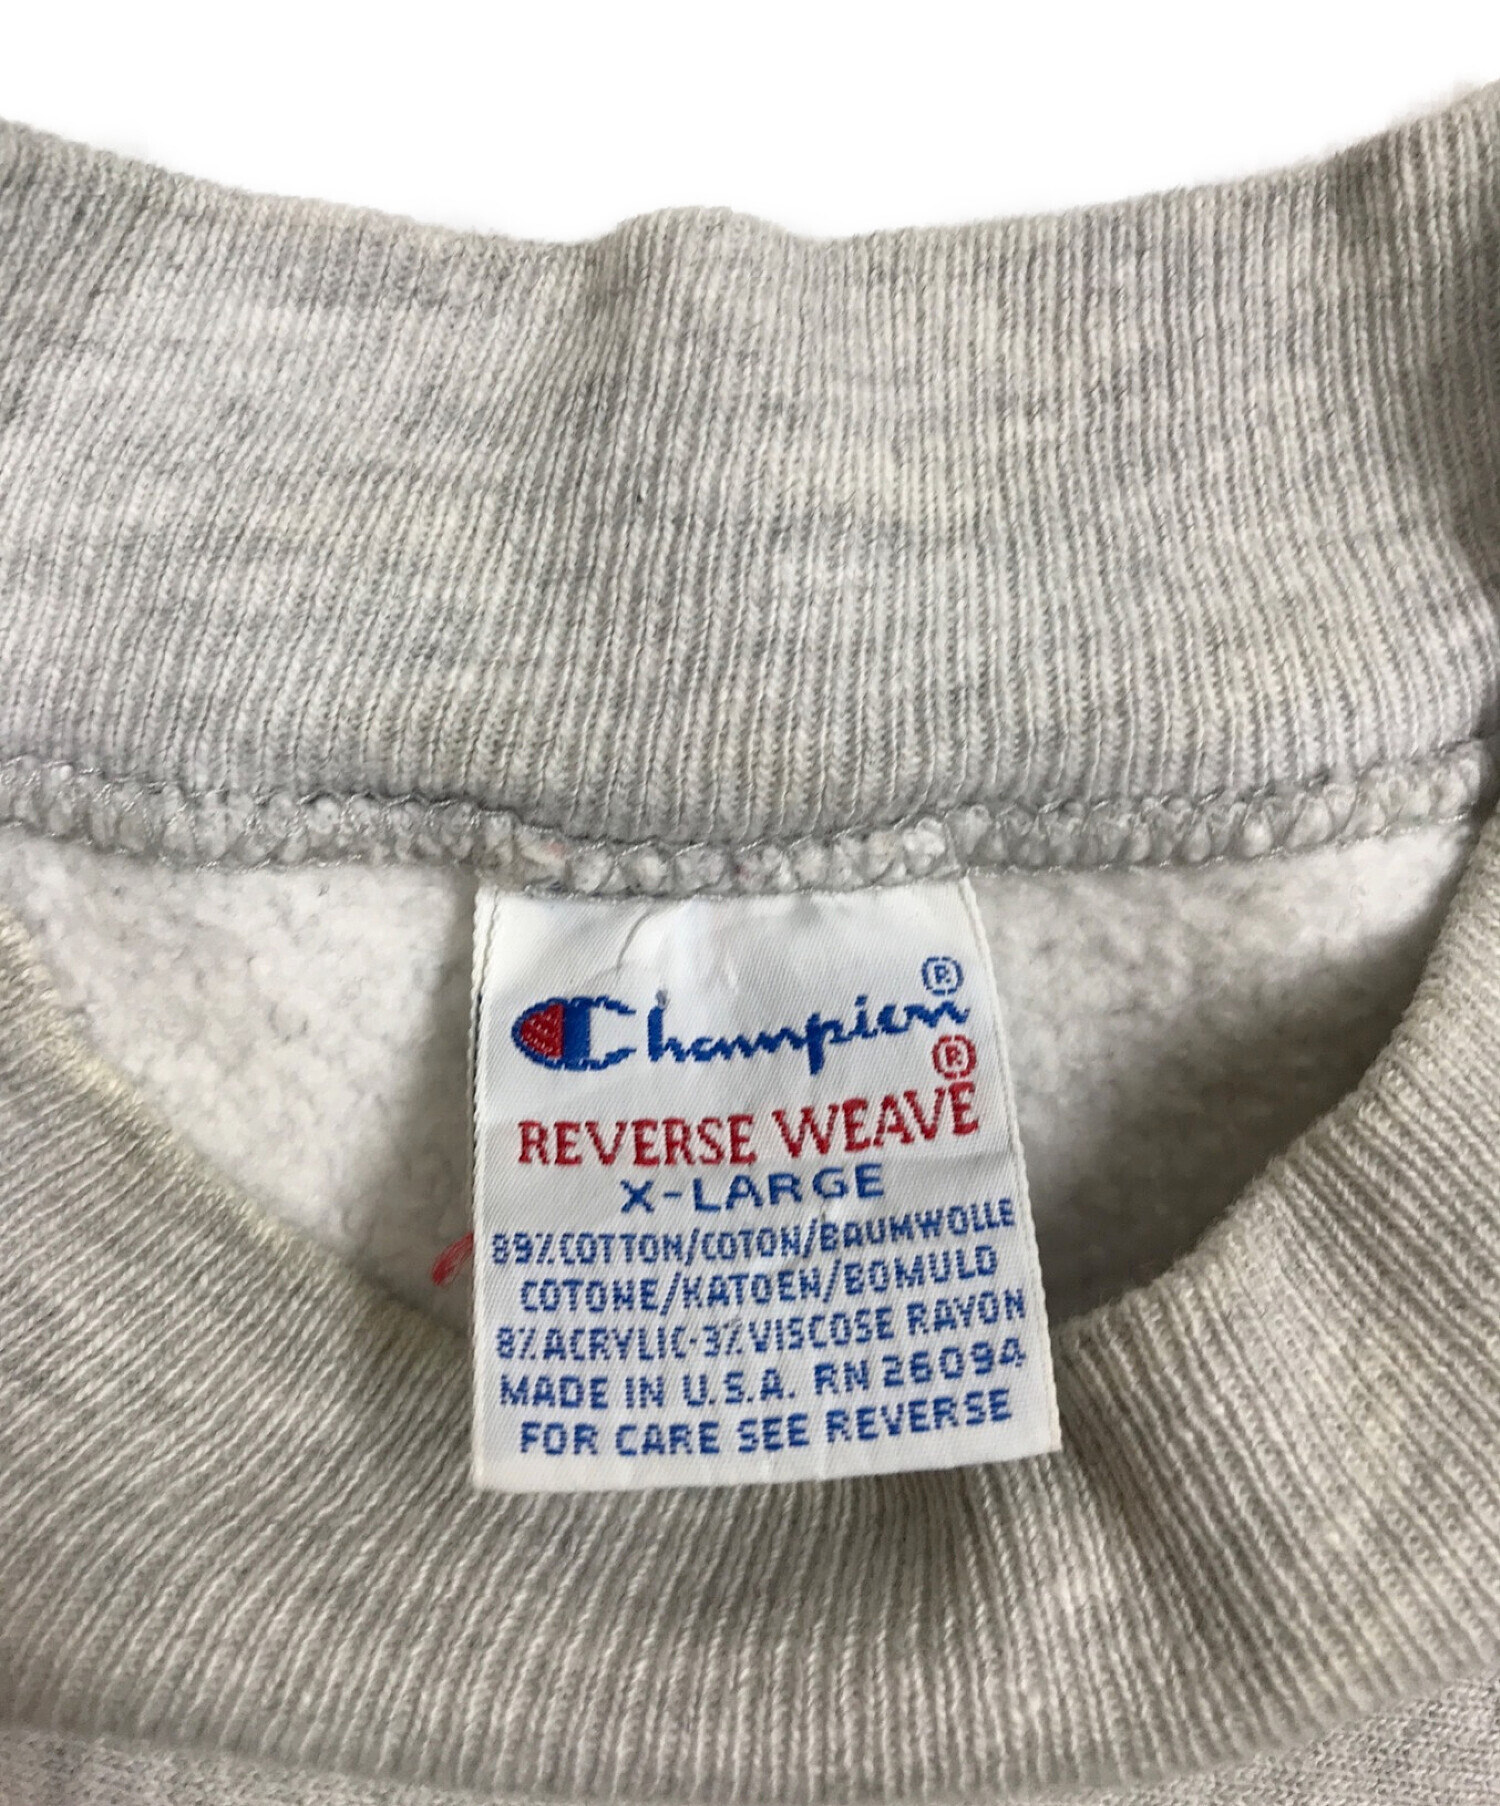 Champion®
REVERSE WEAVE®
X-LARGE
89% COTTON/COTON/BAUMWOLLE
COTONE/KATOEN/BOMULD
8% ACRYLIC-3% VISCOSE RAYON
MADE IN U.S.A. RN 26094
FOR CARE SEE REVERSE